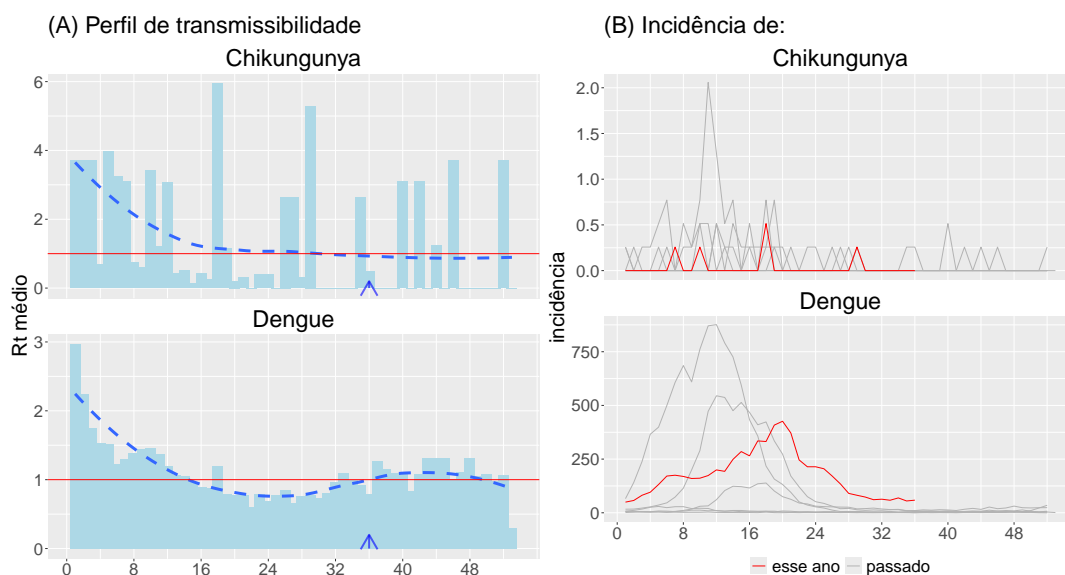 (A) Perfil de transmissibilidade
Chikungunya
6
4
2
0
Dengue
3
2
1
0
0 8 16 24 32 40 48
Rt médio
(B) Incidência de:
Chikungunya
2.0
1.5
1.0
0.5
0.0
Dengue
750
500
250
0
0 8 16 24 32 40 48
incidência
esse ano passado